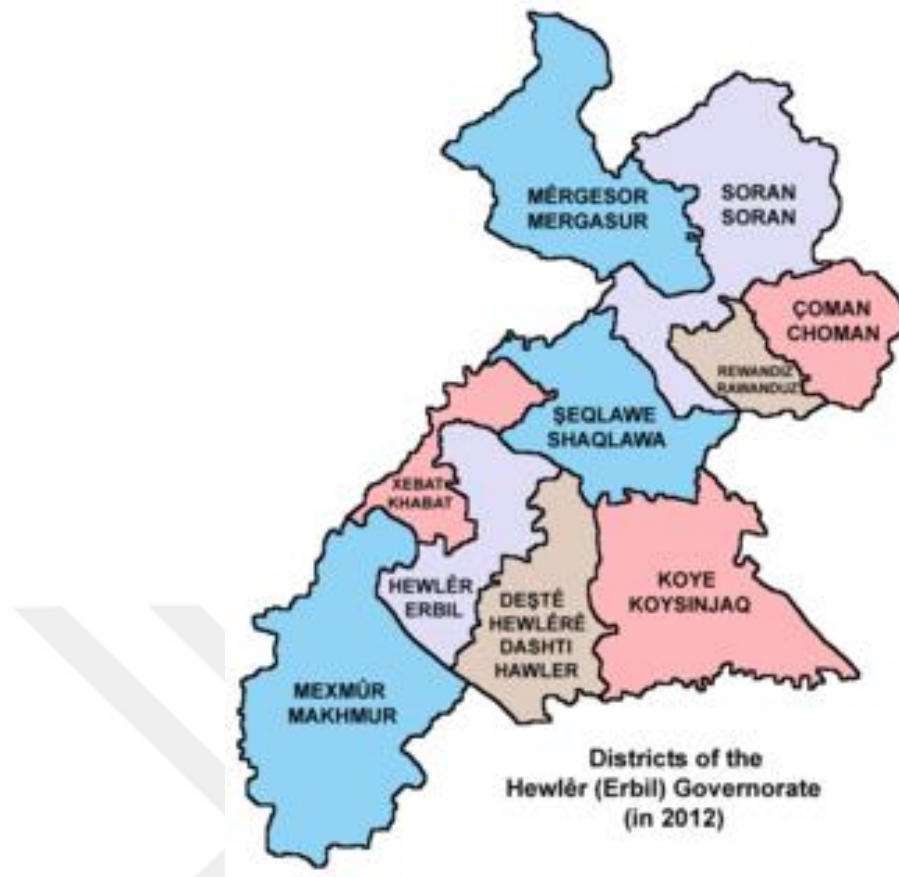 MÊRGESOR
MERGASUR
SORAN
SORAN
ÇOMAN
CHOMAN
REWANDIZ
RAWANDUZ
ŞEQLAWE
SHAQLAWA
XEBAT
KHABAT
HEWLÊR
ERBIL
DEŞTÊ
HEWLÊRÊ
DASHTI
HAWLER
KOYE
KOYSINJAQ
MEXMÛR
MAKHMUR
Districts of the
Hewlêr (Erbil) Governorate
(in 2012)